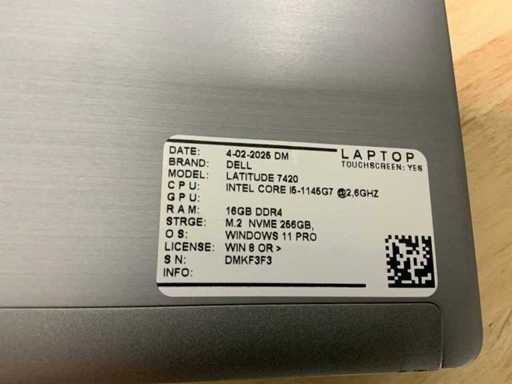 DATE: 4-02-2025 DM
LAPTOP
TOUCHSCREEN: YES
BRAND: DELL
MODEL: LATITUDE 7420
CPU: INTEL CORE I5-1145G7 @2,6GHZ
GPU:
RAM: 16GB DDR4
STRGE: M.2 NVME 256GB,
OS: WINDOWS 11 PRO
LICENSE: WIN 8 OR >
SN: DMKF3F3
INFO: